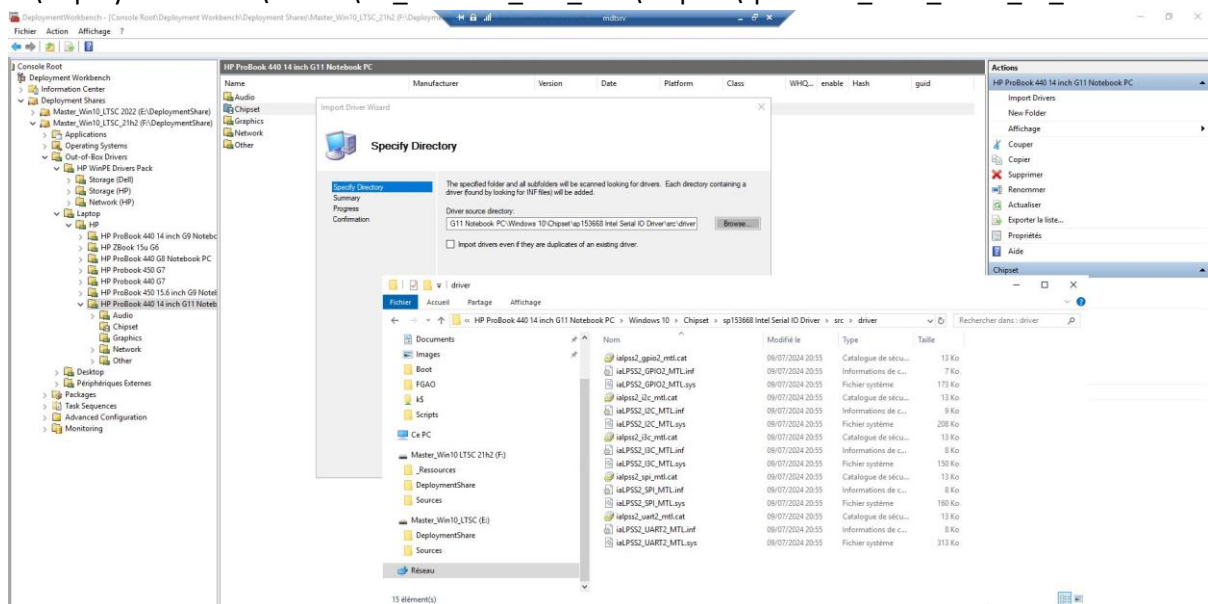 DeploymentWorkbench - [Console Root\Deployment Workbench\Deployment Shares\Master_Win10_LTSC_21h2 (F:\Deployme
mdtsrv
Fichier Action Affichage ?
Console Root
Deployment Workbench
Information Center
Deployment Shares
Master_Win10_LTSC 2022 (E:\DeploymentShare)
Master_Win10_LTSC_21h2 (F:\DeploymentShare)
Applications
Operating Systems
Out-of-Box Drivers
HP WinPE Drivers Pack
Storage (Dell)
Storage (HP)
Network (HP)
Laptop
HP
HP ProBook 440 14 inch G9 Notebc
HP ZBook 15u G6
HP ProBook 440 G8 Notebook PC
HP Probook 450 G7
HP Probook 440 G7
HP ProBook 450 15.6 inch G9 Notel
HP ProBook 440 14 inch G11 Noteb
Audio
Chipset
Graphics
Network
Other
Desktop
Périphériques Externes
Packages
Task Sequences
Advanced Configuration
Monitoring
HP ProBook 440 14 inch G11 Notebook PC
Name Manufacturer Version Date Platform Class WHQ... enable Hash guid
Audio
Chipset
Graphics
Network
Other
Import Driver Wizard
Specify Directory
Specify Directory
Summary
Progress
Confirmation
The specified folder and all subfolders will be scanned looking for drivers. Each directory containing a
driver (found by looking for INF files) will be added.
Driver source directory:
G11 Notebook PC\Windows 10\Chipset\sp153668 Intel Serial IO Driver\src\driver Browse...
Import drivers even if they are duplicates of an existing driver.
Actions
HP ProBook 440 14 inch G11 Notebook PC
Import Drivers
New Folder
Affichage
Couper
Copier
Supprimer
Renommer
Actualiser
Exporter la liste...
Propriétés
Aide
Chipset
driver
Fichier Accueil Partage Affichage
« HP ProBook 440 14 inch G11 Notebook PC > Windows 10 > Chipset > sp153668 Intel Serial IO Driver > src > driver
Rechercher dans : driver
Documents
Images
Boot
FGAO
k$
Scripts
Ce PC
Master_Win10 LTSC 21h2 (F:)
_Ressources
DeploymentShare
Sources
Master_Win10_LTSC (E:)
DeploymentShare
Sources
Réseau
Nom Modifié le Type Taille
ialpss2_gpio2_mtl.cat 09/07/2024 20:55 Catalogue de sécu... 13 Ko
iaLPSS2_GPIO2_MTL.inf 09/07/2024 20:55 Informations de c... 7 Ko
iaLPSS2_GPIO2_MTL.sys 09/07/2024 20:55 Fichier système 173 Ko
ialpss2_i2c_mtl.cat 09/07/2024 20:55 Catalogue de sécu... 13 Ko
iaLPSS2_I2C_MTL.inf 09/07/2024 20:55 Informations de c... 9 Ko
iaLPSS2_I2C_MTL.sys 09/07/2024 20:55 Fichier système 208 Ko
ialpss2_i3c_mtl.cat 09/07/2024 20:55 Catalogue de sécu... 13 Ko
iaLPSS2_I3C_MTL.inf 09/07/2024 20:55 Informations de c... 8 Ko
iaLPSS2_I3C_MTL.sys 09/07/2024 20:55 Fichier système 150 Ko
ialpss2_spi_mtl.cat 09/07/2024 20:55 Catalogue de sécu... 13 Ko
iaLPSS2_SPI_MTL.inf 09/07/2024 20:55 Informations de c... 8 Ko
iaLPSS2_SPI_MTL.sys 09/07/2024 20:55 Fichier système 160 Ko
ialpss2_uart2_mtl.cat 09/07/2024 20:55 Catalogue de sécu... 13 Ko
iaLPSS2_UART2_MTL.inf 09/07/2024 20:55 Informations de c... 8 Ko
iaLPSS2_UART2_MTL.sys 09/07/2024 20:55 Fichier système 313 Ko
15 élément(s)